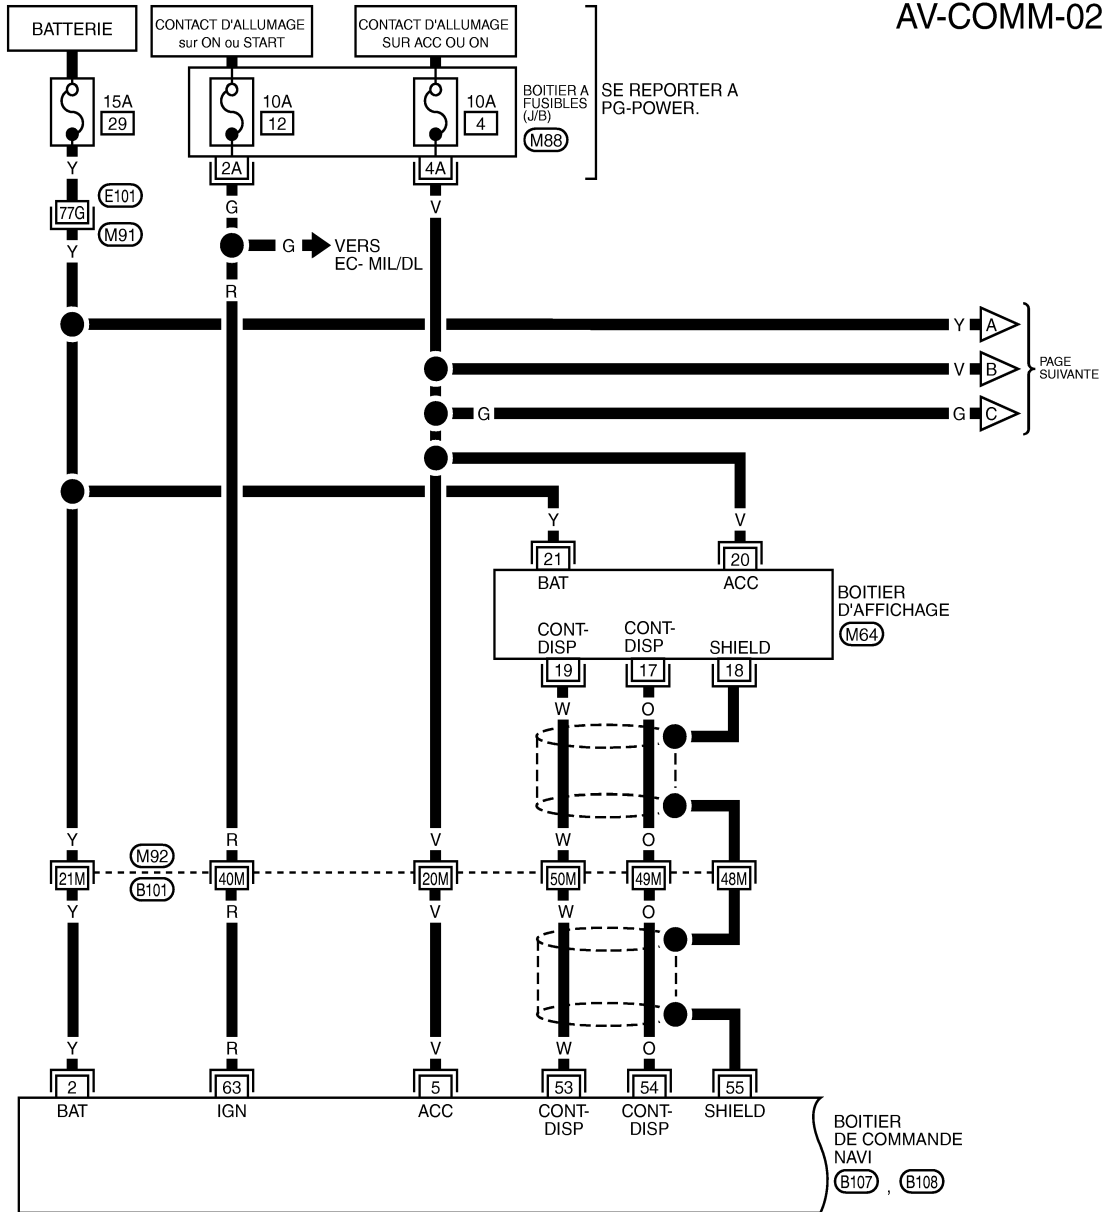 AV-COMM-02
BATTERIE
CONTACT D'ALLUMAGE
sur ON ou START
CONTACT D'ALLUMAGE
SUR ACC OU ON
15A
29
10A
12
10A
4
BOITIER A
FUSIBLES
(J/B)
M88
SE REPORTER A
PG-POWER.
2A
4A
Y
G
V
77G
E101
M91
Y
G
VERS
EC- MIL/DL
R
Y
A
V
B
G
G
C
PAGE
SUIVANTE
Y
V
21
20
BAT
ACC
BOITIER
D'AFFICHAGE
M64
CONT-
DISP
CONT-
DISP
SHIELD
19
17
18
W
O
Y
R
V
W
O
M92
B101
21M
40M
20M
50M
49M
48M
Y
R
V
W
O
Y
R
V
W
O
2
63
5
53
54
55
BAT
IGN
ACC
CONT-
DISP
CONT-
DISP
SHIELD
BOITIER
DE COMMANDE
NAVI
B107 , B108